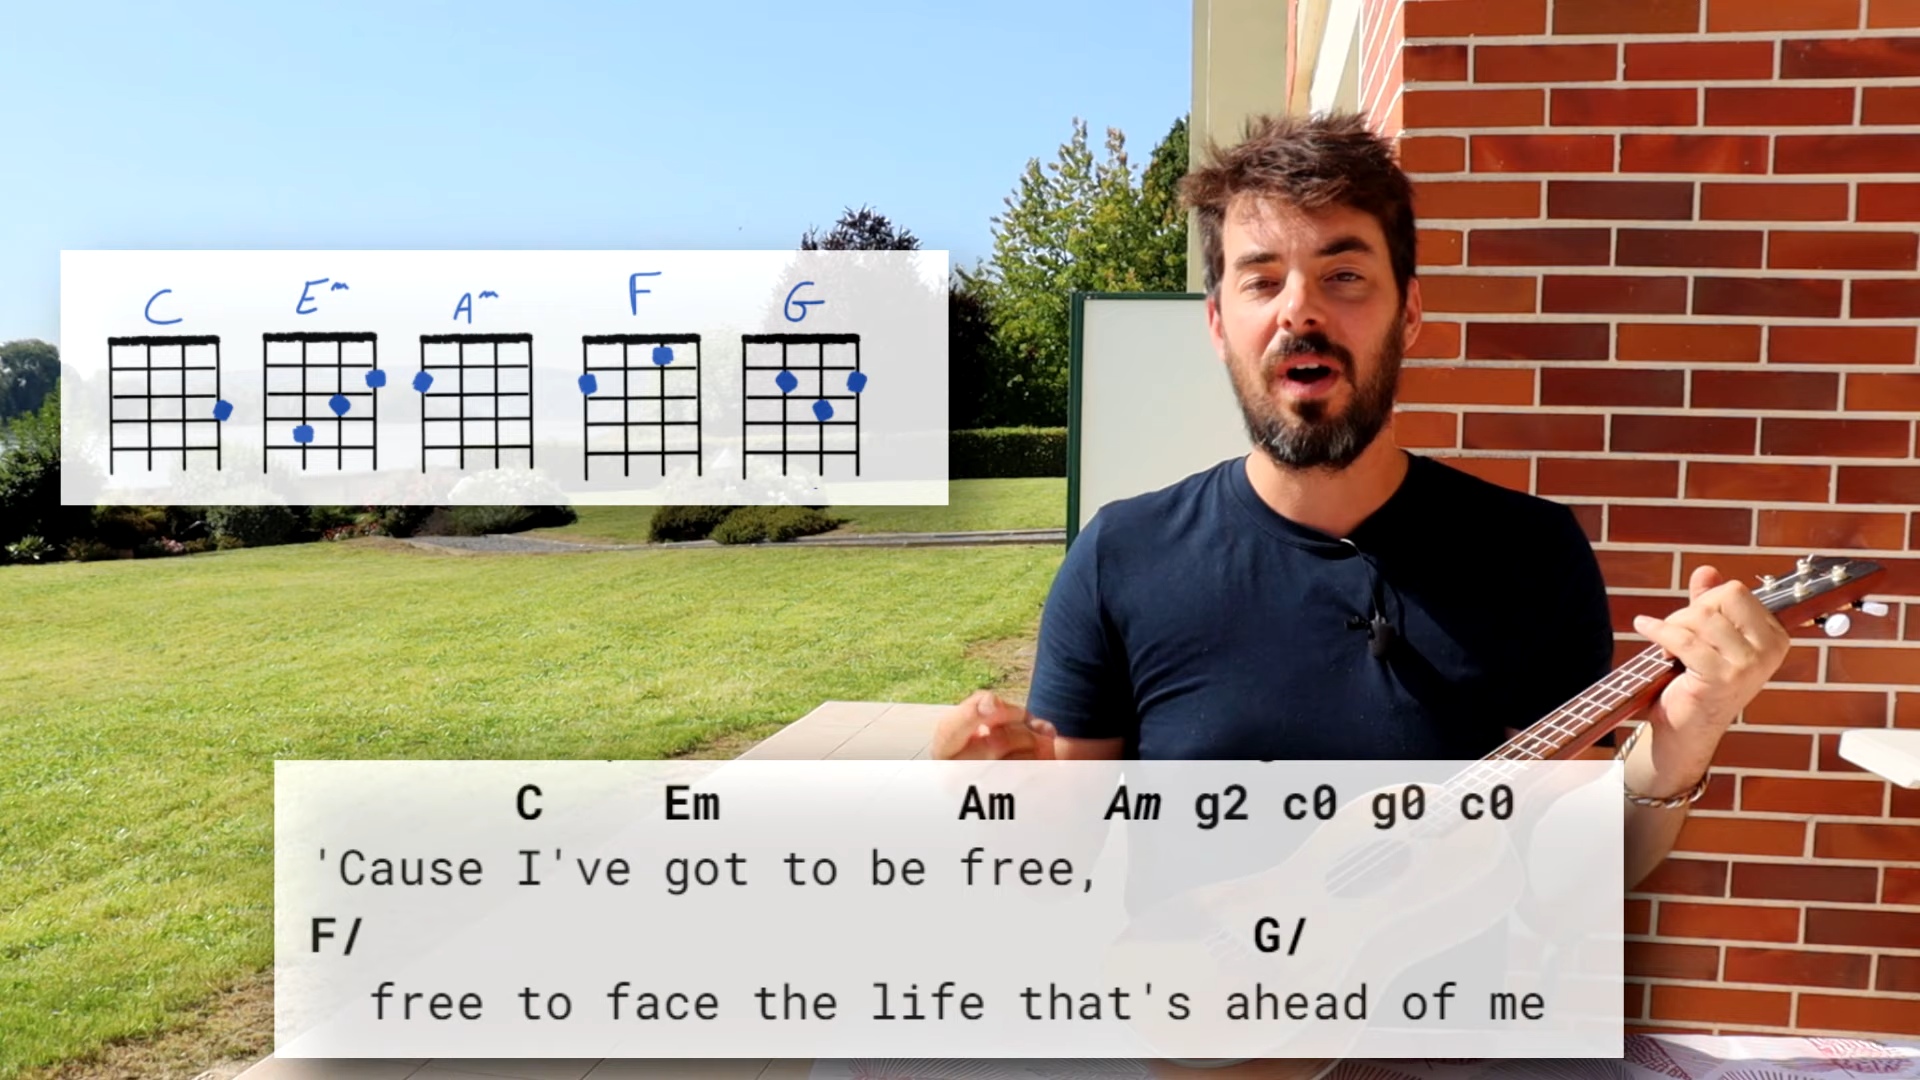 C Em Am F G
C Em Am Am g2 c0 g0 c0
'Cause I've got to be free,
F/ G/
free to face the life that's ahead of me